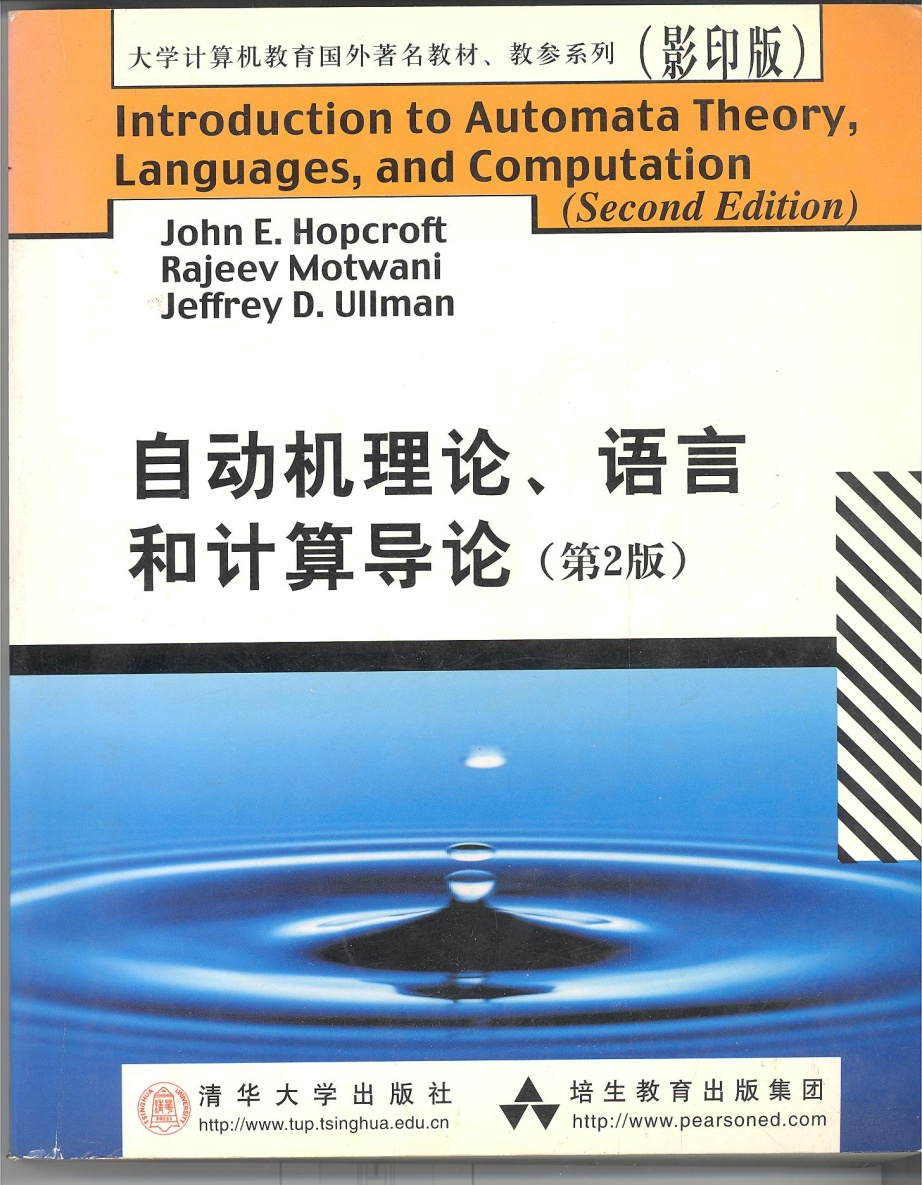 大学计算机教育国外著名教材、教参系列（影印版）
Introduction to Automata Theory,
Languages, and Computation
(Second Edition)
John E. Hopcroft
Rajeev Motwani
Jeffrey D. Ullman
自动机理论、语言
和计算导论（第2版）
清华大学出版社
http://www.tup.tsinghua.edu.cn
培生教育出版集团
http://www.pearsoned.com
TSINGHUA UNIVERSITY PRESS